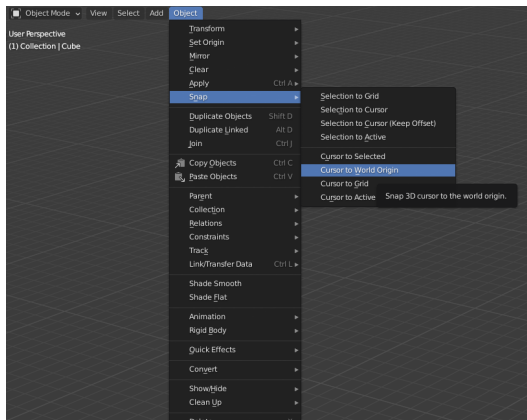 Object Mode View Select Add Object
User Perspective
(1) Collection | Cube
Transform
Set Origin
Mirror
Clear
Apply Ctrl A
Snap
Duplicate Objects Shift D
Duplicate Linked Alt D
Join Ctrl J
Copy Objects Ctrl C
Paste Objects Ctrl V
Parent
Collection
Relations
Constraints
Track
Link/Transfer Data Ctrl L
Shade Smooth
Shade Flat
Animation
Rigid Body
Quick Effects
Convert
Show/Hide
Clean Up
Selection to Grid
Selection to Cursor
Selection to Cursor (Keep Offset)
Selection to Active
Cursor to Selected
Cursor to World Origin
Cursor to Grid
Cursor to Active
Snap 3D cursor to the world origin.